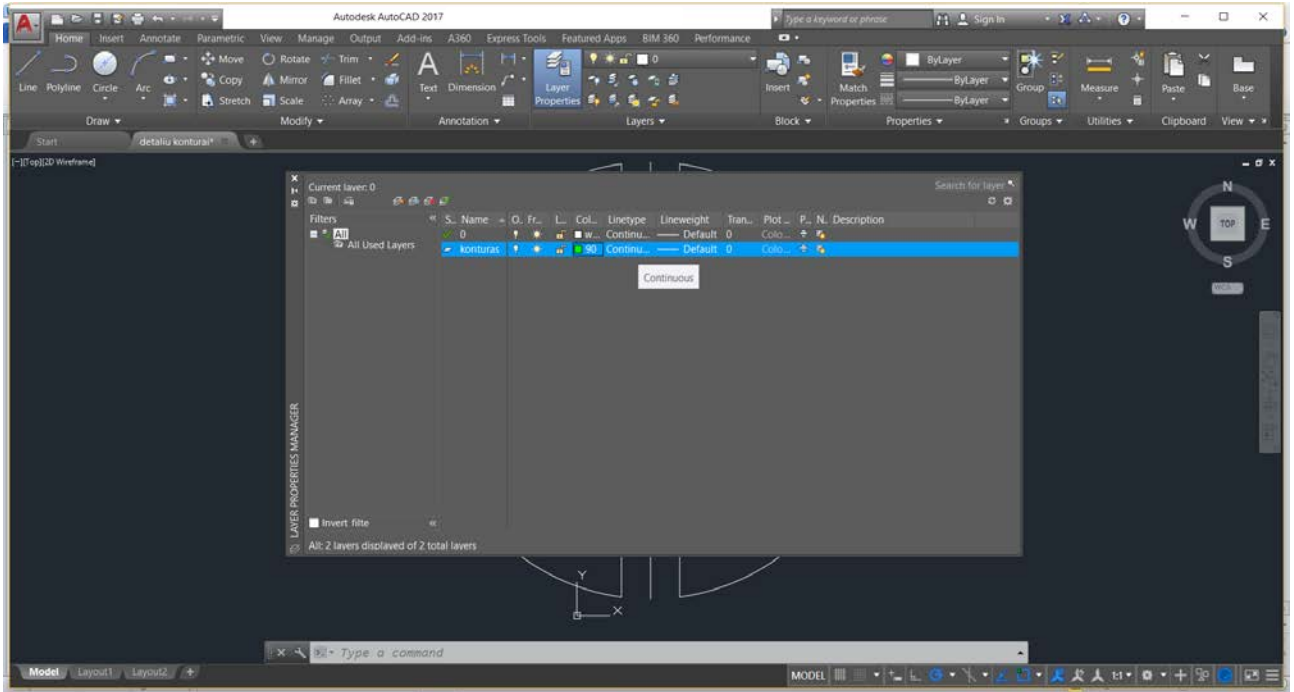 Autodesk AutoCAD 2017 Type a keyword or phrase Sign In
Home Insert Annotate Parametric View Manage Output Add-ins A360 Express Tools Featured Apps BIM 360 Performance
Line Polyline Circle Arc
Move Rotate Trim
Copy Mirror Fillet
Stretch Scale Array
Text Dimension
Layer Properties
0
Insert
Match Properties
ByLayer
ByLayer
ByLayer
Group Measure Paste Base
Draw Modify Annotation Layers Block Properties Groups Utilities Clipboard View
Start detaliu konturai*
[-][Top][2D Wireframe]
Current layer: 0 Search for layer
Filters S.. Name O. Fr... L... Col... Linetype Lineweight Tran... Plot... P... N. Description
All 0 w... Continu... Default 0 Colo...
All Used Layers konturas 90 Continu... Default 0 Colo...
Continuous
N
W TOP E
S
WCS
LAYER PROPERTIES MANAGER
Invert filte
All: 2 layers displayed of 2 total layers
Y
X
Type a command
Model Layout1 Layout2 + MODEL 1:1